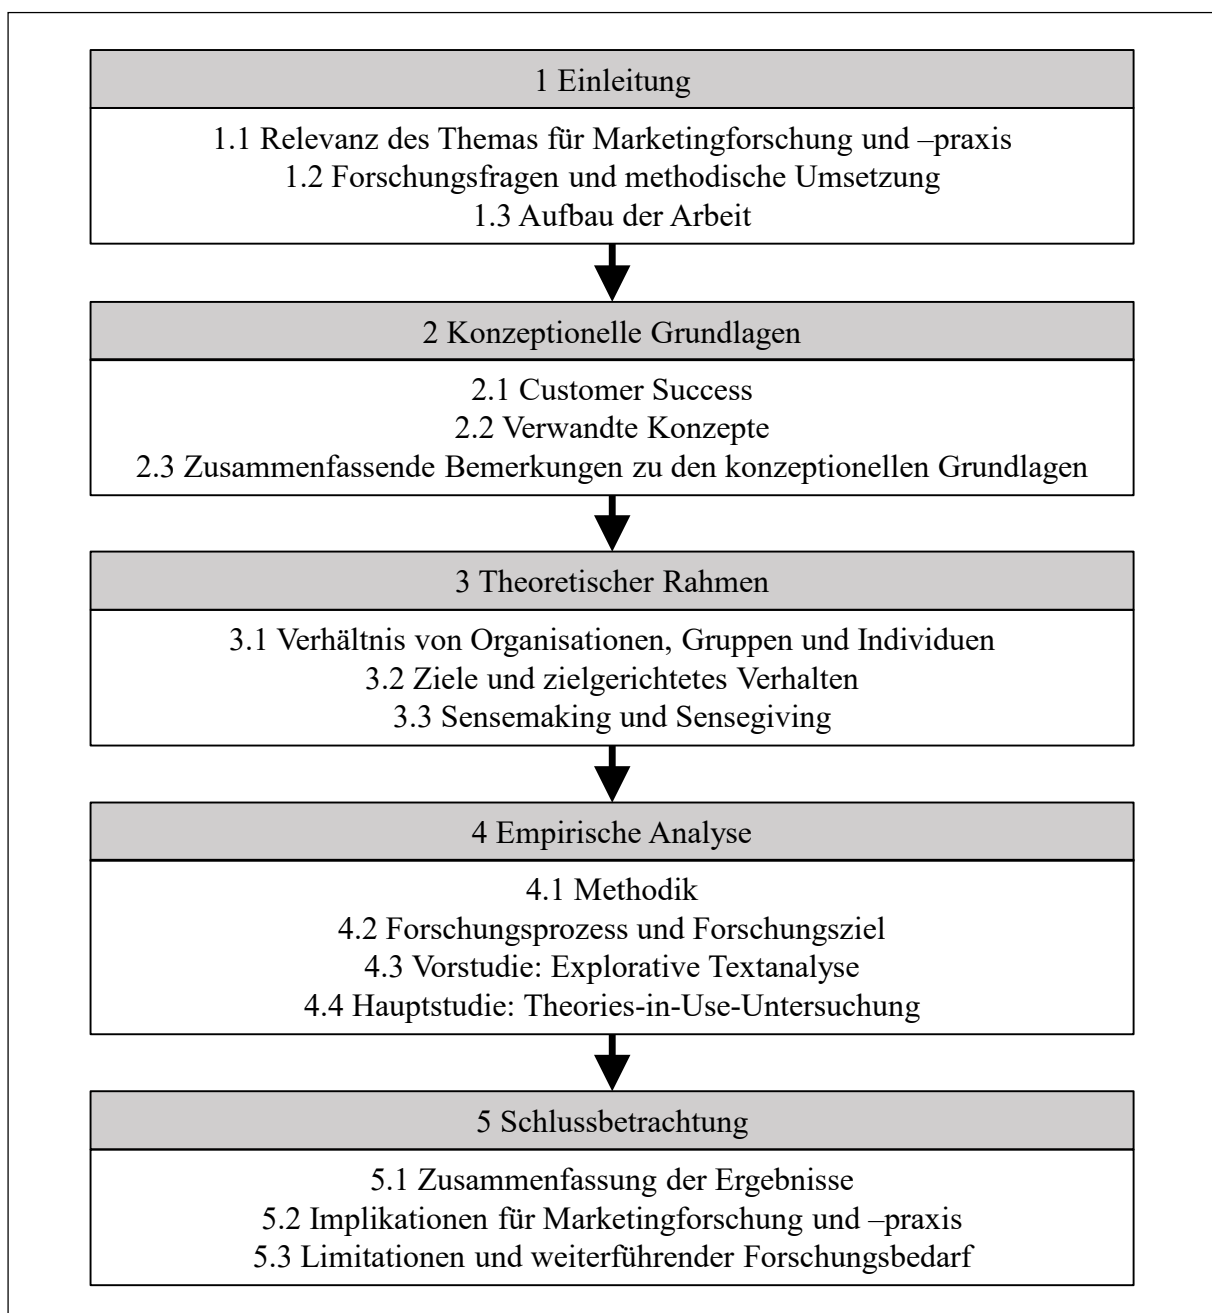 1 Einleitung
1.1 Relevanz des Themas für Marketingforschung und –praxis
1.2 Forschungsfragen und methodische Umsetzung
1.3 Aufbau der Arbeit
2 Konzeptionelle Grundlagen
2.1 Customer Success
2.2 Verwandte Konzepte
2.3 Zusammenfassende Bemerkungen zu den konzeptionellen Grundlagen
3 Theoretischer Rahmen
3.1 Verhältnis von Organisationen, Gruppen und Individuen
3.2 Ziele und zielgerichtetes Verhalten
3.3 Sensemaking und Sensegiving
4 Empirische Analyse
4.1 Methodik
4.2 Forschungsprozess und Forschungsziel
4.3 Vorstudie: Explorative Textanalyse
4.4 Hauptstudie: Theories-in-Use-Untersuchung
5 Schlussbetrachtung
5.1 Zusammenfassung der Ergebnisse
5.2 Implikationen für Marketingforschung und –praxis
5.3 Limitationen und weiterführender Forschungsbedarf